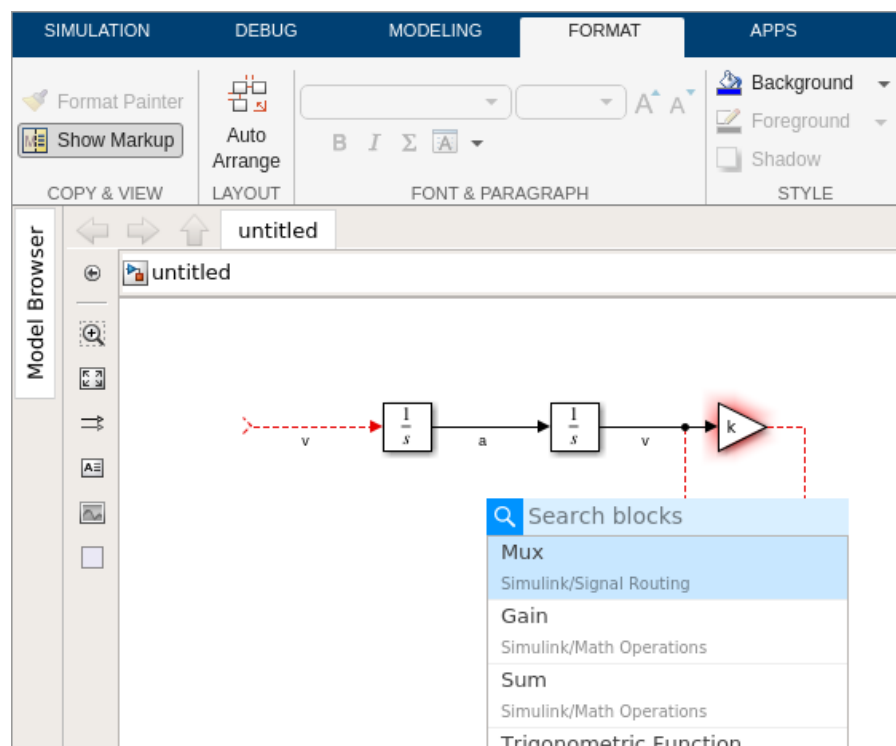 SIMULATION DEBUG MODELING FORMAT APPS
Format Painter
Show Markup
COPY & VIEW
Auto
Arrange
LAYOUT
A A
B I Σ A
FONT & PARAGRAPH
Background
Foreground
Shadow
STYLE
Model Browser
untitled
untitled
A
1
s
1
s
k
v a v
Search blocks
Mux
Simulink/Signal Routing
Gain
Simulink/Math Operations
Sum
Simulink/Math Operations
Trigonometric Function